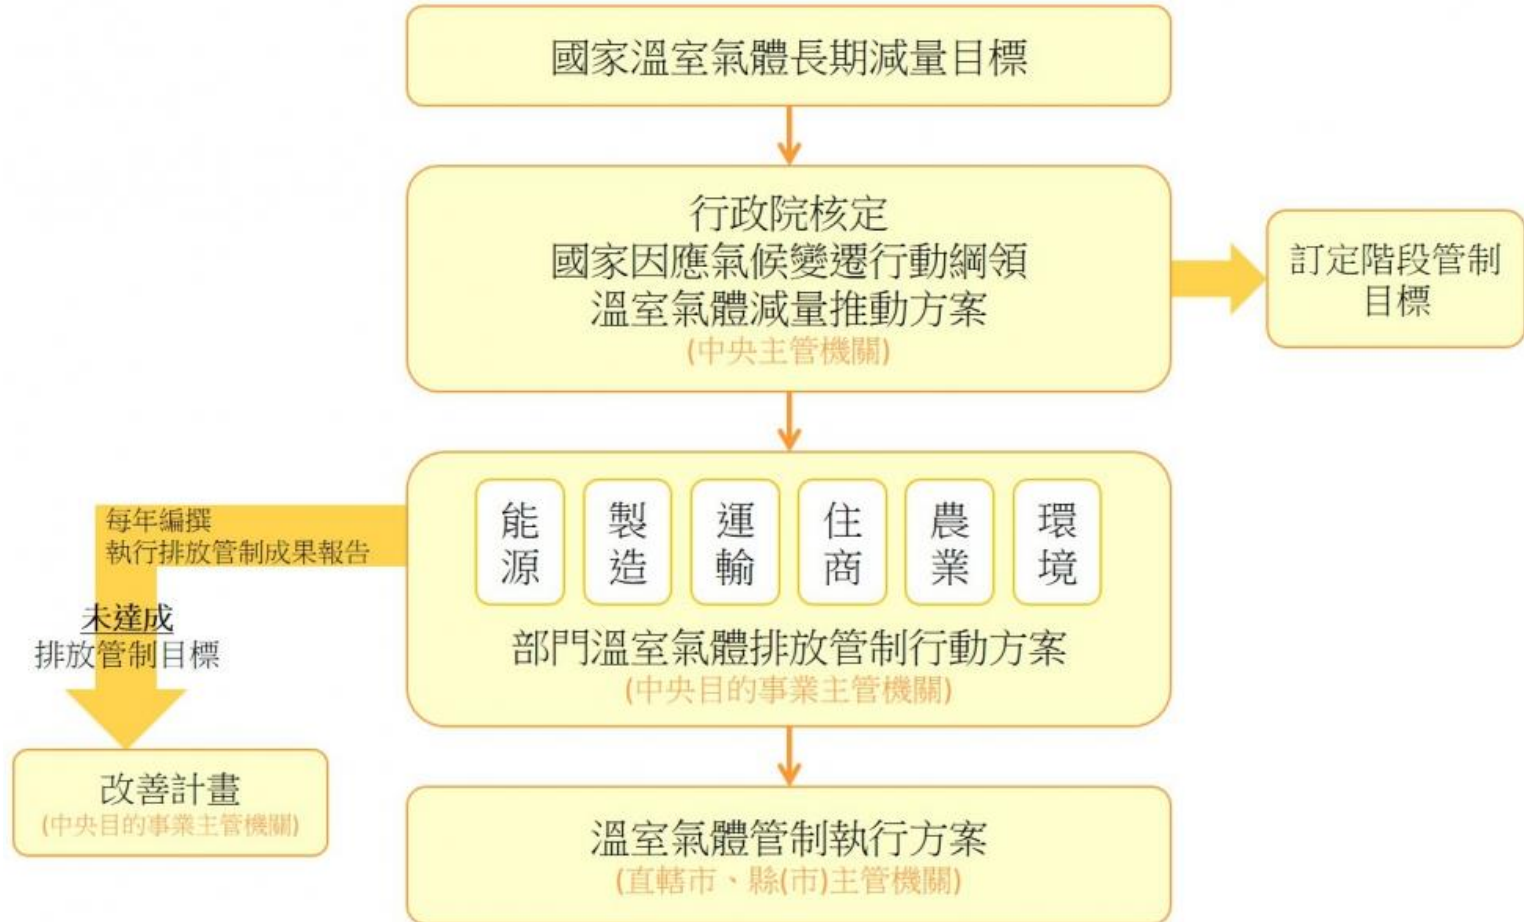 國家溫室氣體長期減量目標
行政院核定
國家因應氣候變遷行動綱領
溫室氣體減量推動方案
(中央主管機關)
訂定階段管制
目標
能源
製造
運輸
住商
農業
環境
部門溫室氣體排放管制行動方案
(中央目的事業主管機關)
每年編撰
執行排放管制成果報告
未達成
排放管制目標
改善計畫
(中央目的事業主管機關)
溫室氣體管制執行方案
(直轄市、縣(市)主管機關)